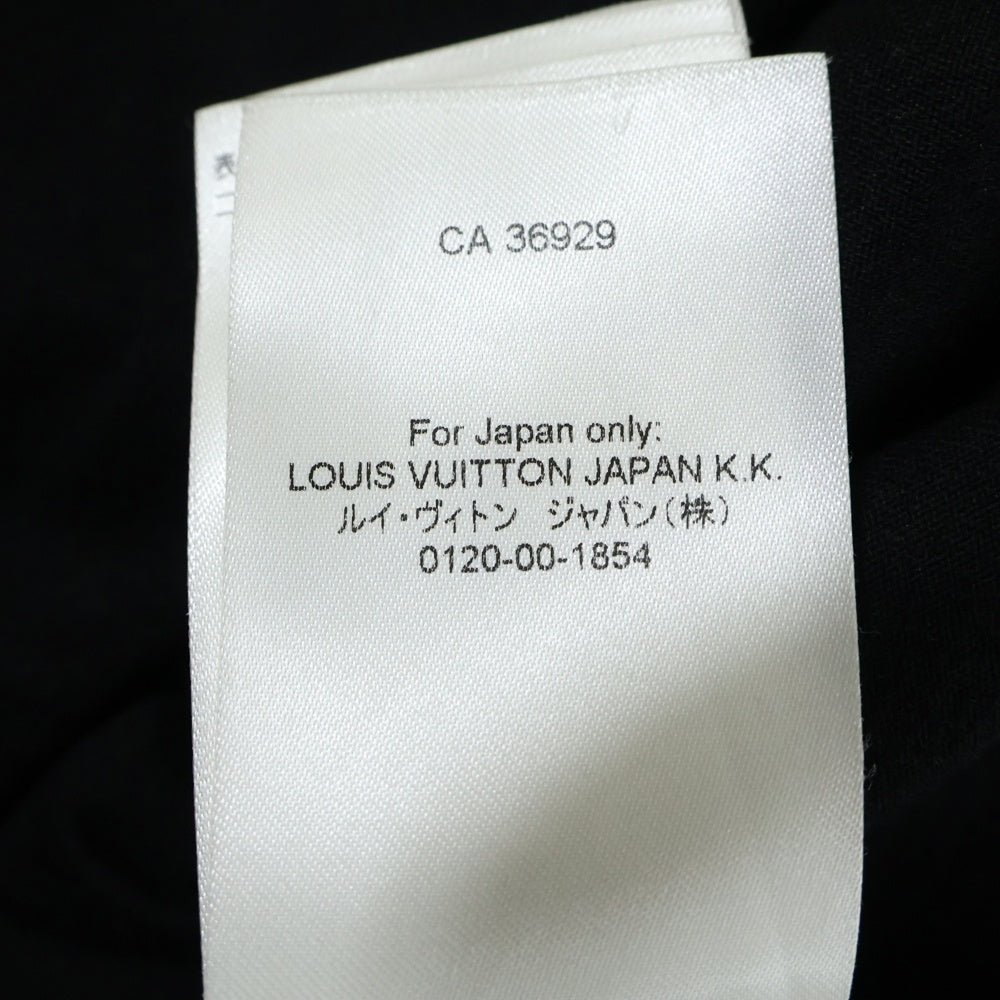 CA 36929
For Japan only:
LOUIS VUITTON JAPAN K.K.
ルイ・ヴィトン ジャパン(株)
0120-00-1854